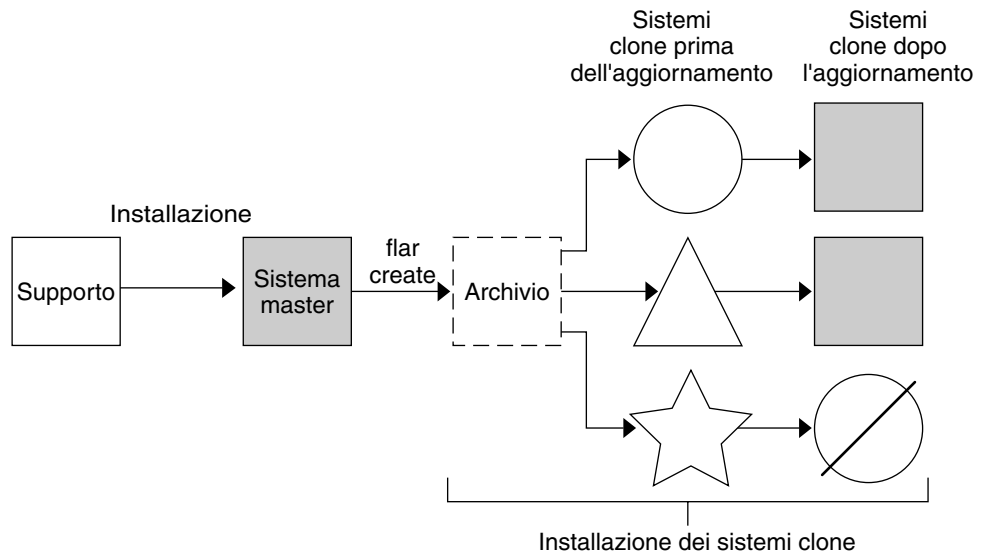 Sistemi
clone prima
dell'aggiornamento
Sistemi
clone dopo
l'aggiornamento
Installazione
Supporto
Sistema
master
flar
create
Archivio
Installazione dei sistemi clone